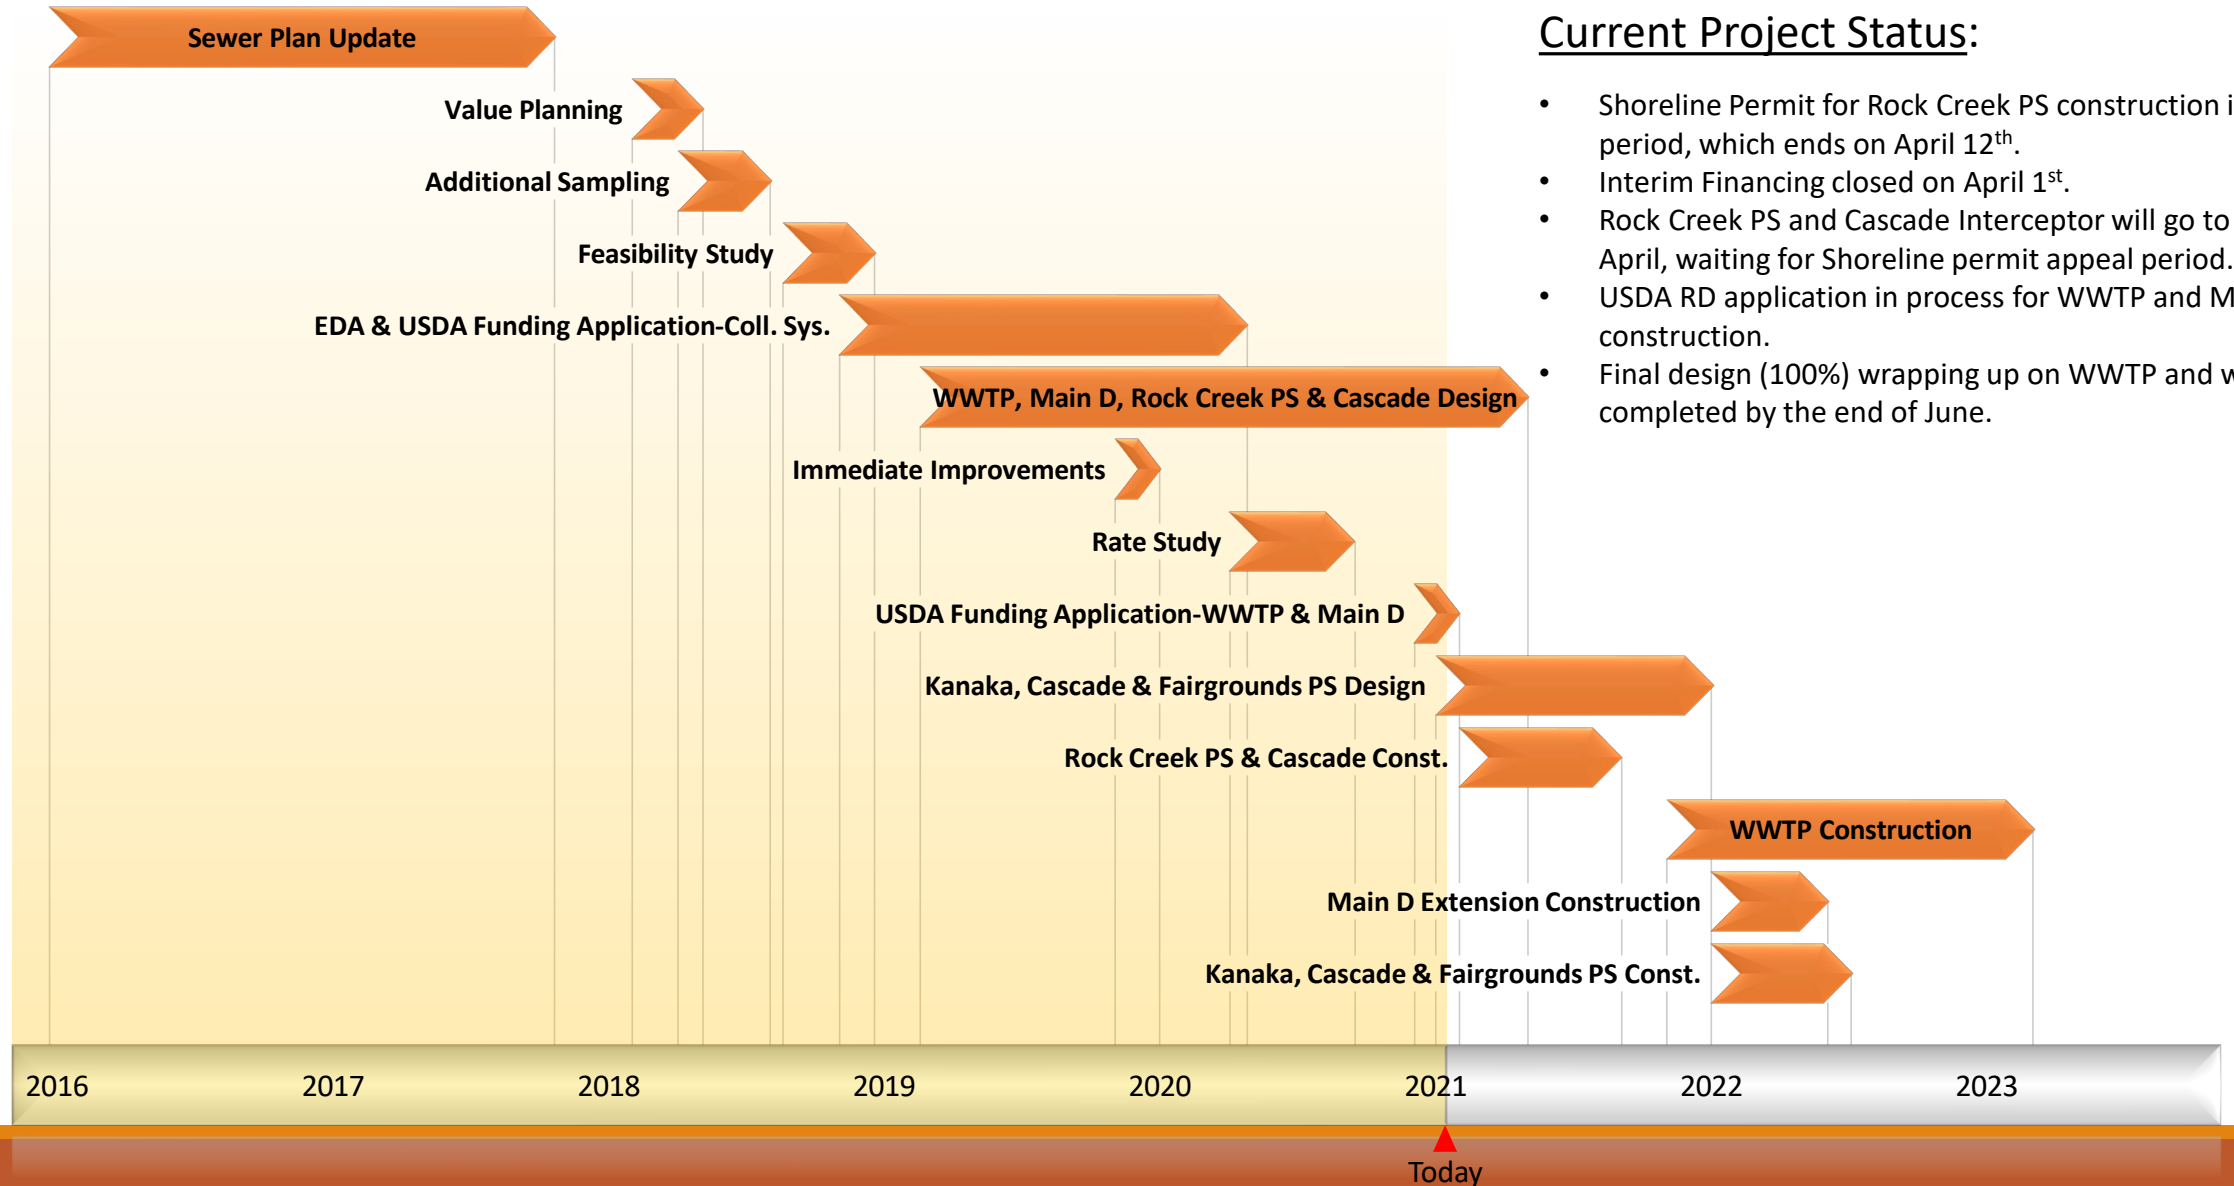 Sewer Plan Update
Value Planning
Additional Sampling
Feasibility Study
EDA & USDA Funding Application-Coll. Sys.
WWTP, Main D, Rock Creek PS & Cascade Design
Immediate Improvements
Rate Study
USDA Funding Application-WWTP & Main D
Kanaka, Cascade & Fairgrounds PS Design
Rock Creek PS & Cascade Const.
WWTP Construction
Main D Extension Construction
Kanaka, Cascade & Fairgrounds PS Const.
2016 2017 2018 2019 2020 2021 2022 2023
Today
Current Project Status:
• Shoreline Permit for Rock Creek PS construction
period, which ends on April 12th.
• Interim Financing closed on April 1st.
• Rock Creek PS and Cascade Interceptor will go to
April, waiting for Shoreline permit appeal period.
• USDA RD application in process for WWTP and
construction.
• Final design (100%) wrapping up on WWTP and
completed by the end of June.